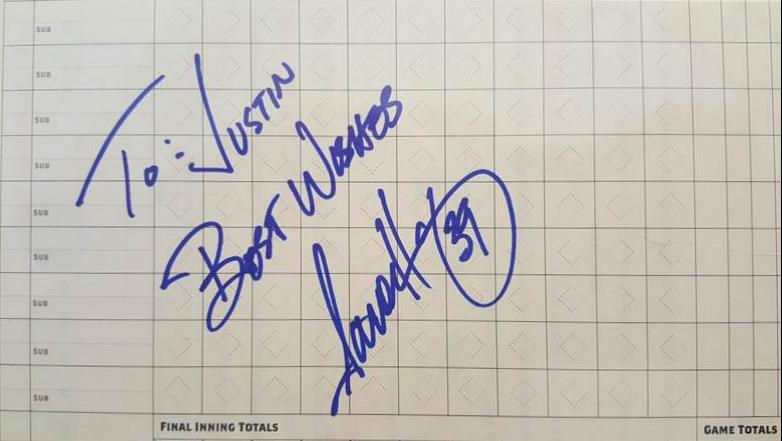 SUB
SUB
SUB
SUB
To: JUSTIN
BEST WISHES
SUB
SUB
39
SUB
SUB
SUB
FINAL INNING TOTALS
GAME TOTALS